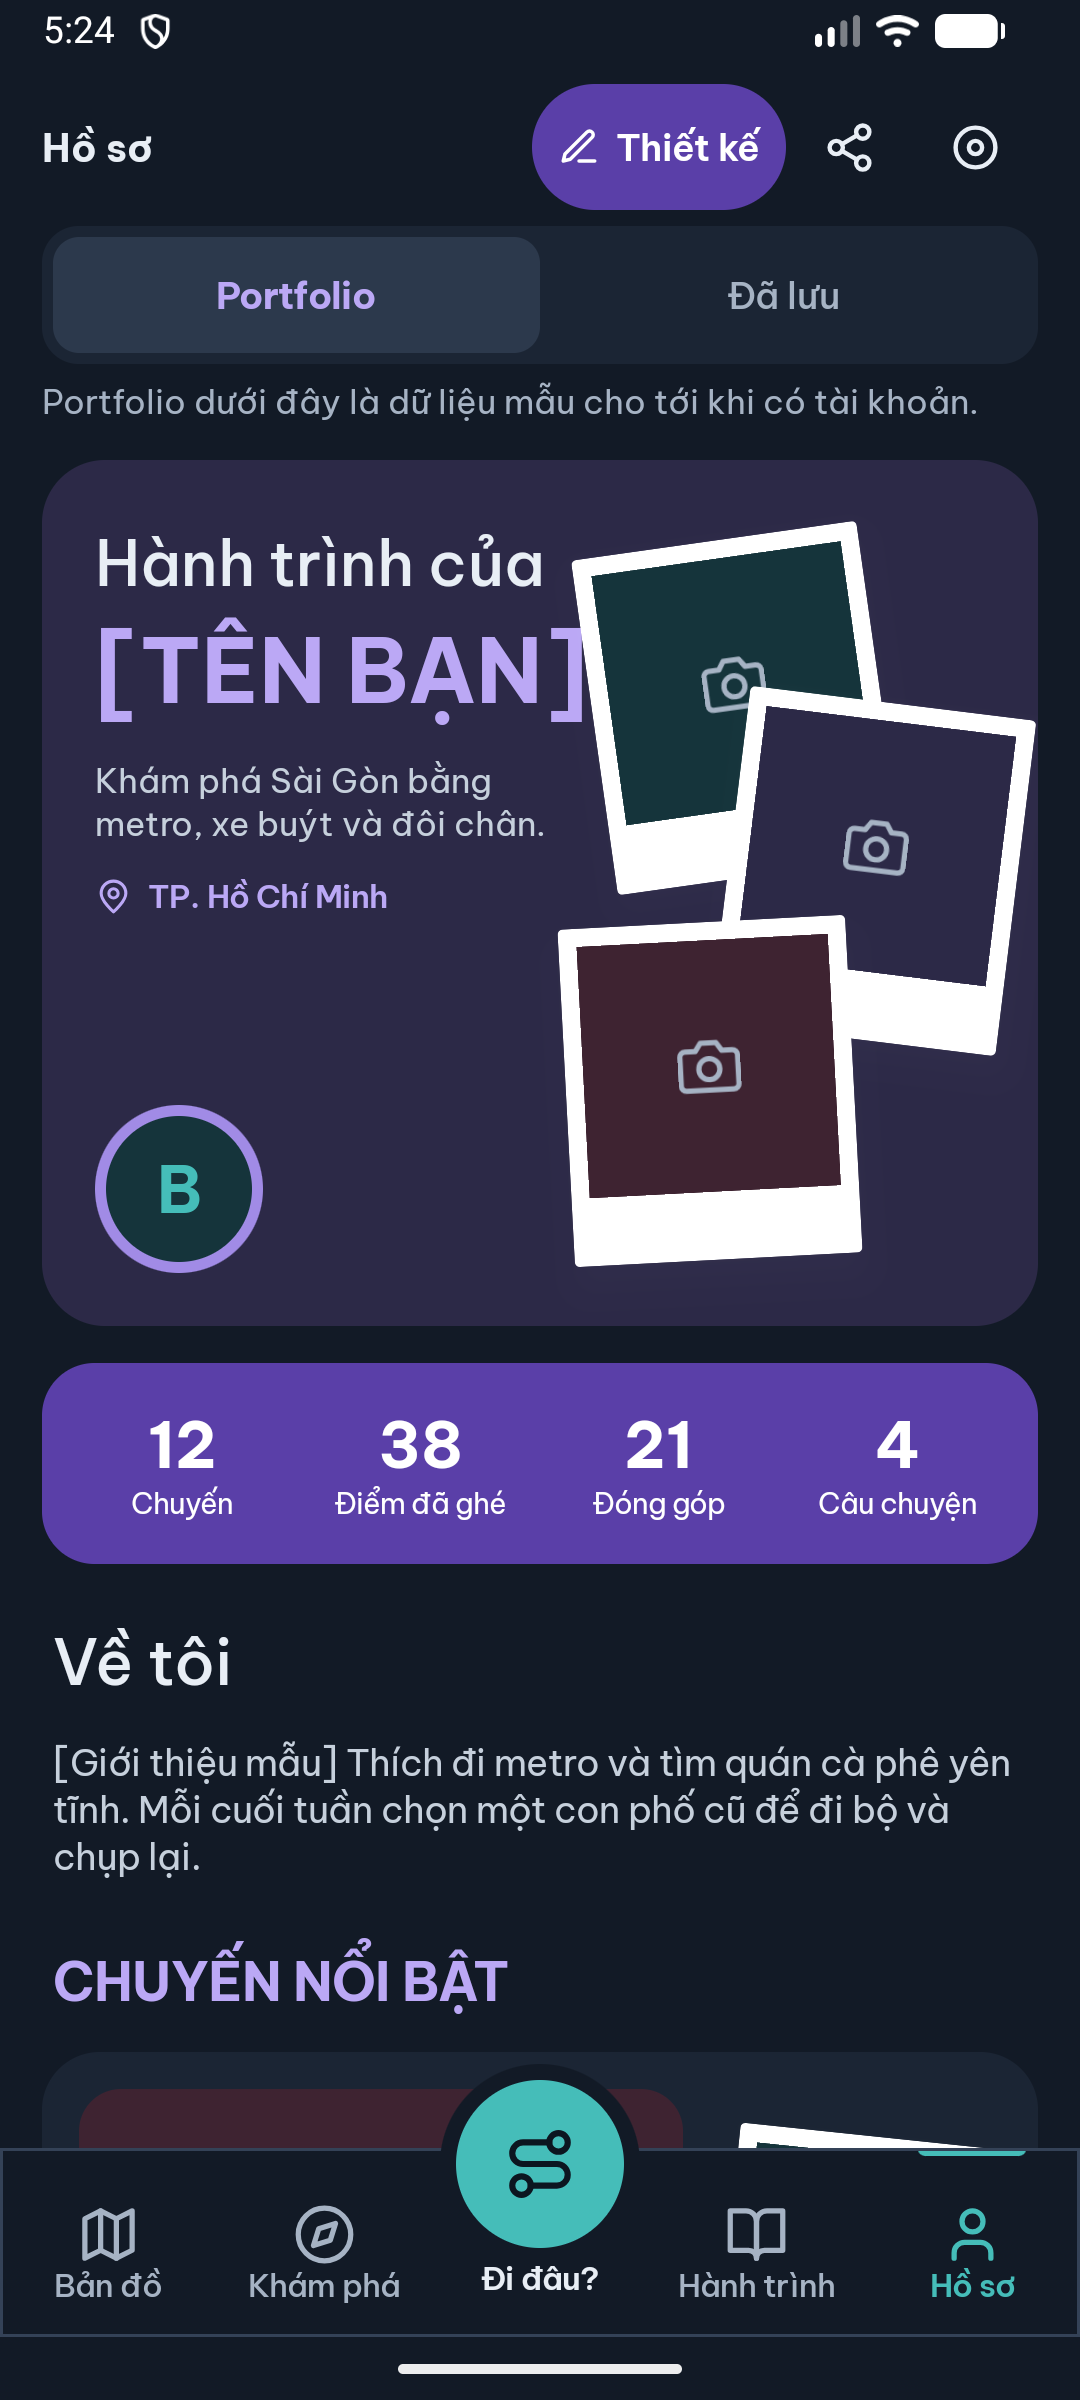 5:24
Hồ sơ
Thiết kế
Portfolio
Đã lưu
Portfolio dưới đây là dữ liệu mẫu cho tới khi có tài khoản.
Hành trình của
[TÊN BẠN]
Khám phá Sài Gòn bằng
metro, xe buýt và đôi chân.
TP. Hồ Chí Minh
B
12
Chuyến
38
Điểm đã ghé
21
Đóng góp
4
Câu chuyện
Về tôi
[Giới thiệu mẫu] Thích đi metro và tìm quán cà phê yên
tĩnh. Mỗi cuối tuần chọn một con phố cũ để đi bộ và
chụp lại.
CHUYẾN NỔI BẬT
Bản đồ
Khám phá
Đi đâu?
Hành trình
Hồ sơ